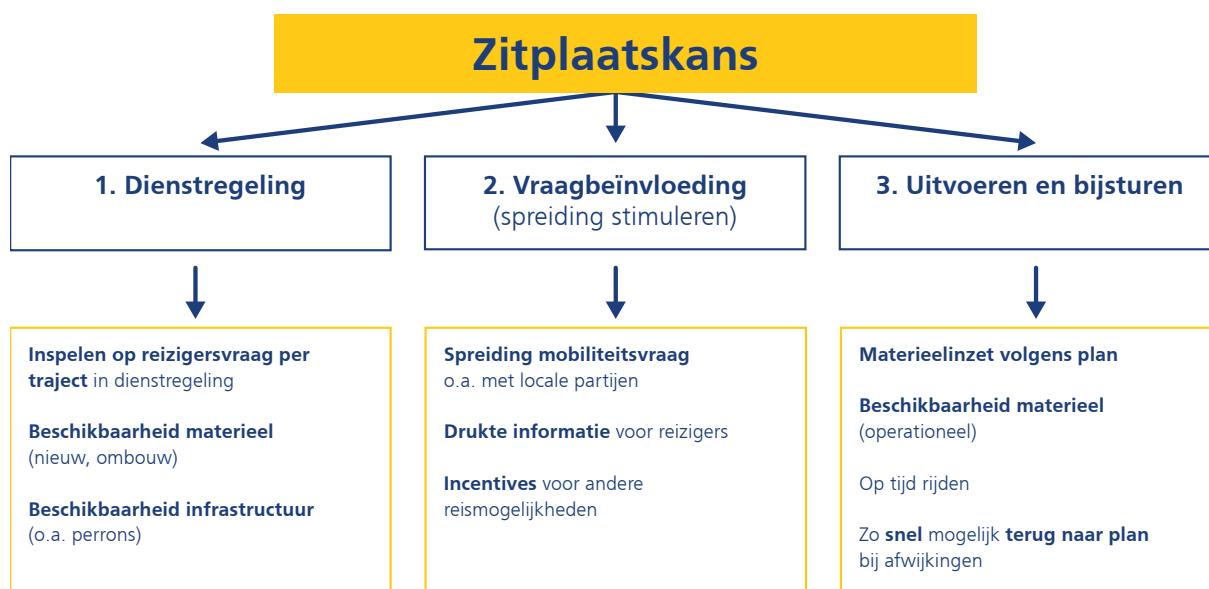 Zitplaatskans
1. Dienstregeling
2. Vraagbeïnvloeding
(spreiding stimuleren)
3. Uitvoeren en bijsturen
Inspelen op reizigersvraag per
traject in dienstregeling
Beschikbaarheid materieel
(nieuw, ombouw)
Beschikbaarheid infrastructuur
(o.a. perrons)
Spreiding mobiliteitsvraag
o.a. met locale partijen
Drukte informatie voor reizigers
Incentives voor andere
reismogelijkheden
Materieelinzet volgens plan
Beschikbaarheid materieel
(operationeel)
Op tijd rijden
Zo snel mogelijk terug naar plan
bij afwijkingen